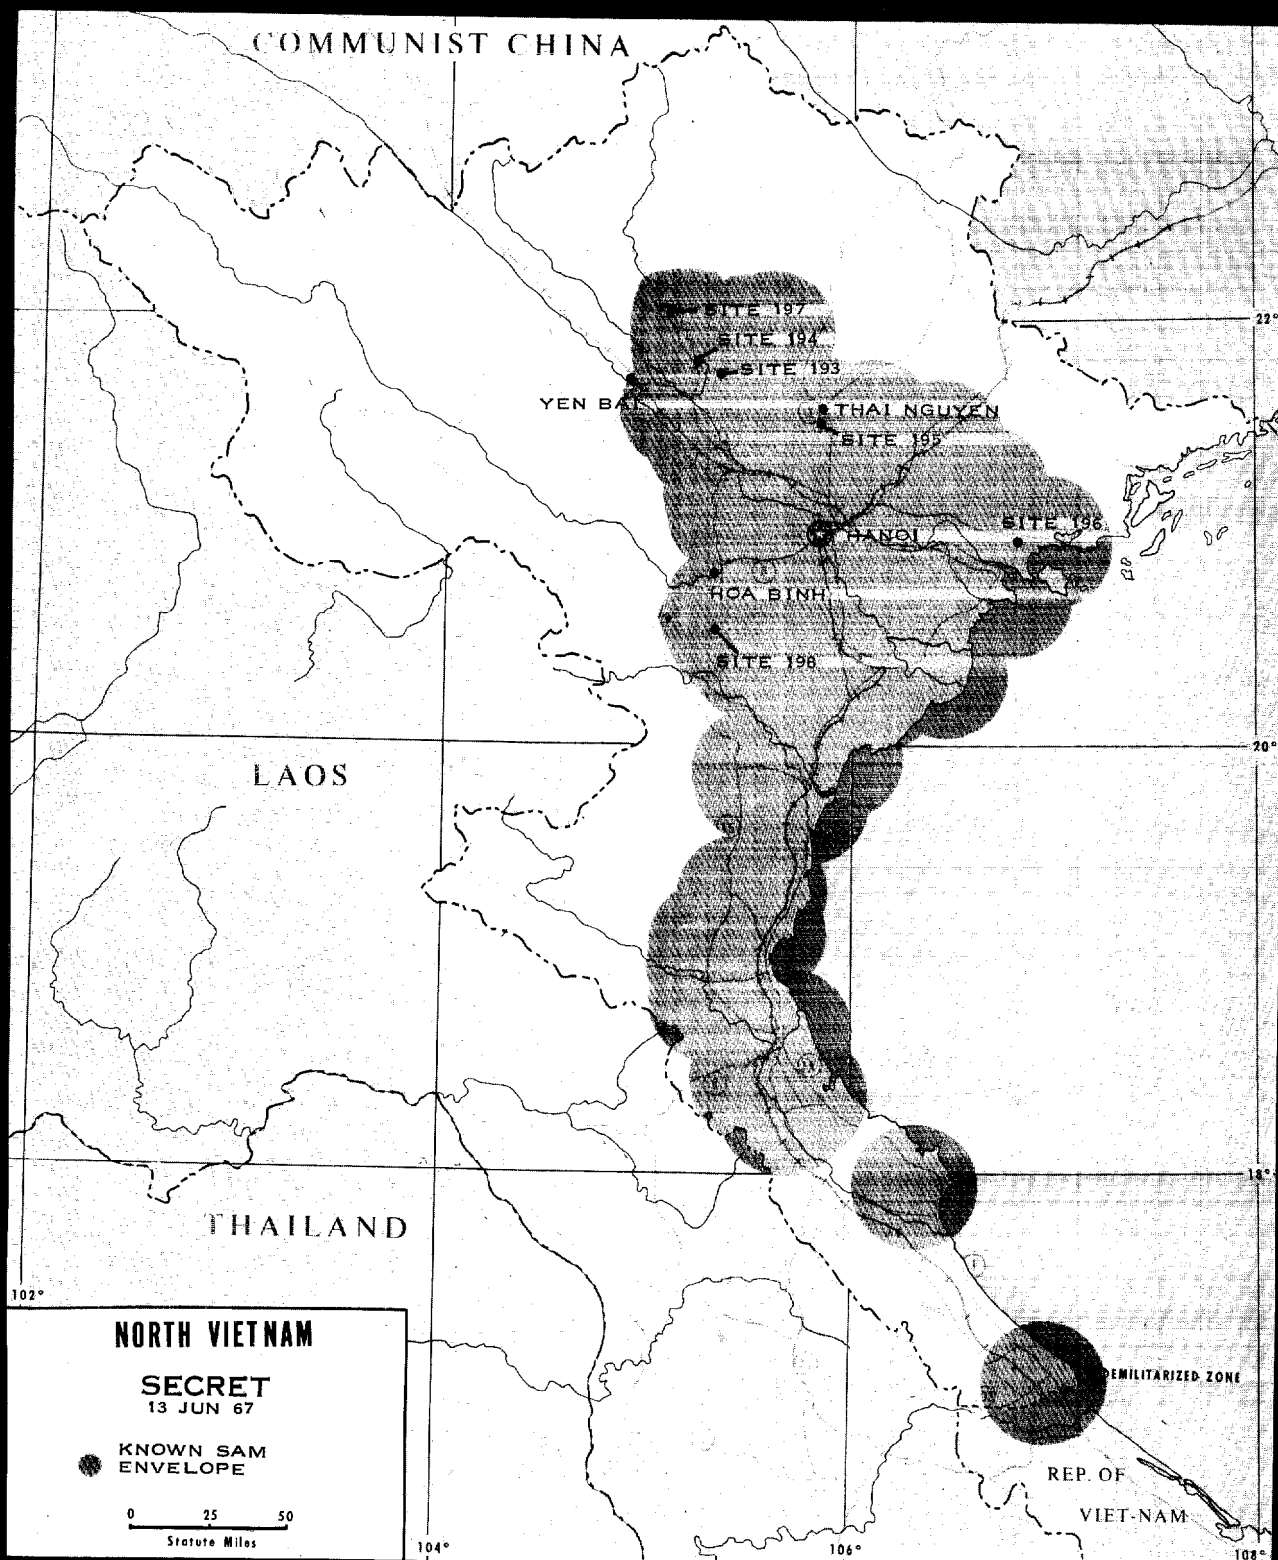 COMMUNIST CHINA
SITE 197
SITE 194
SITE 193
YEN BAI
THAI NGUYEN
SITE 195
22°
HANOI
SITE 196
HOA BINH
SITE 198
20°
LAOS
18°
THAILAND
102°
NORTH VIETNAM
SECRET
13 JUN 67
KNOWN SAM
ENVELOPE
0 25 50
Statute Miles
DEMILITARIZED ZONE
REP. OF
VIET-NAM
104°
106°
108°